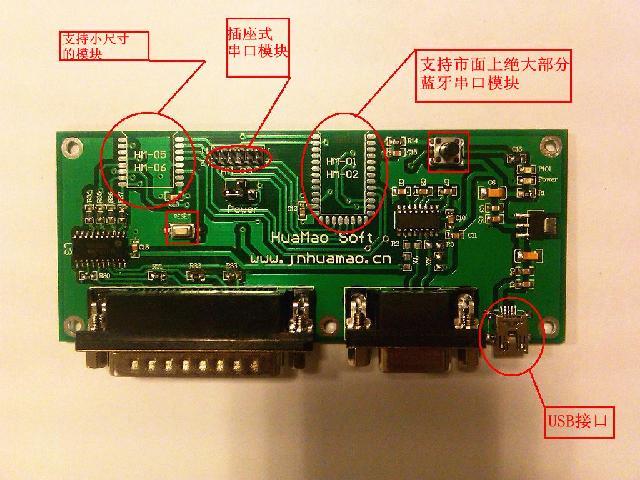 支持小尺寸
的模块
插座式
串口模块
支持市面上绝大部分
蓝牙串口模块
HM-05
HM-06
HM-01
HM-02
Power
HuaMao Soft
www.jnhuamao.cn
USB接口